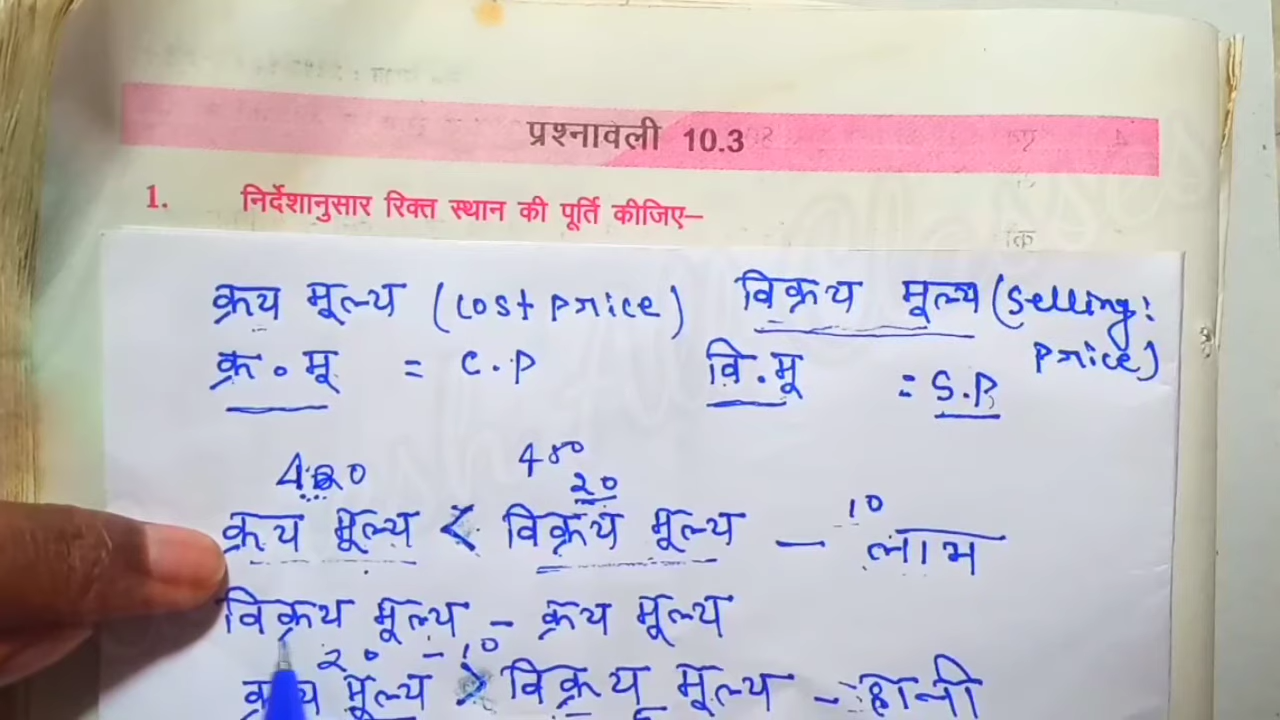 प्रश्नावली 10.3
1. निर्देशानुसार रिक्त स्थान की पूर्ति कीजिए–
क्रय मूल्य (Cost price) विक्रय मूल्य (Selling: price)
क्र. मू = C.P वि. मू = S.P
480
20
10
क्रय मूल्य < विक्रय मूल्य — लाभ
विक्रय मूल्य - क्रय मूल्य
20 - 10
क्रय मूल्य > विक्रय मूल्य - हानी